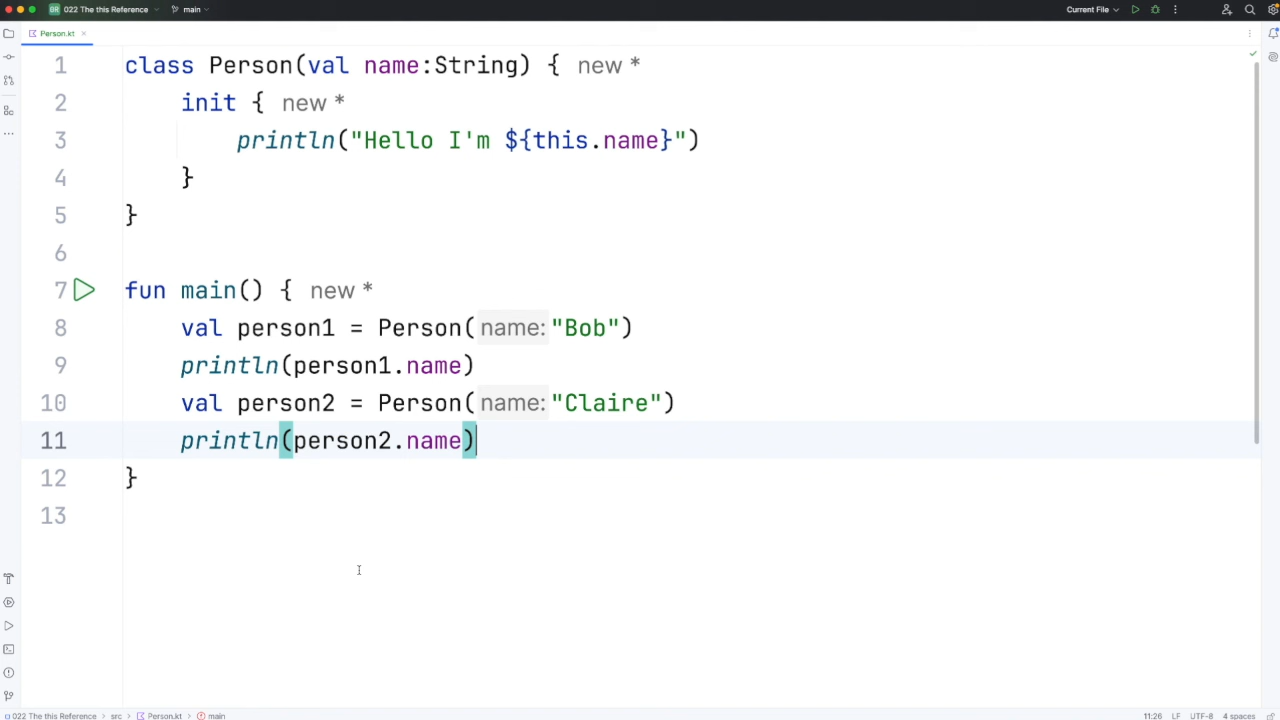 BR 022 The this Reference main Current File
Person.kt
1 class Person(val name:String) { new *
2 init { new *
3 println("Hello I'm ${this.name}")
4 }
5 }
6
7 fun main() { new *
8 val person1 = Person(name:"Bob")
9 println(person1.name)
10 val person2 = Person(name:"Claire")
11 println(person2.name)
12 }
13
022 The this Reference > src > Person.kt > main 11:26 LF UTF-8 4 spaces